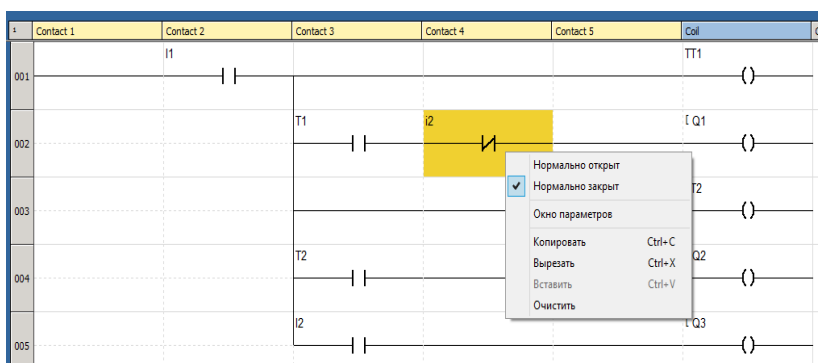 1 Contact 1 Contact 2 Contact 3 Contact 4 Contact 5 Coil
I1 TT1
001
T1 i2 [ Q1
002
Нормально открыт
Нормально закрыт
T2
003
Окно параметров
Копировать Ctrl+C
T2 Q2
Вырезать Ctrl+X
004
Вставить Ctrl+V
Очистить
I2 [ Q3
005